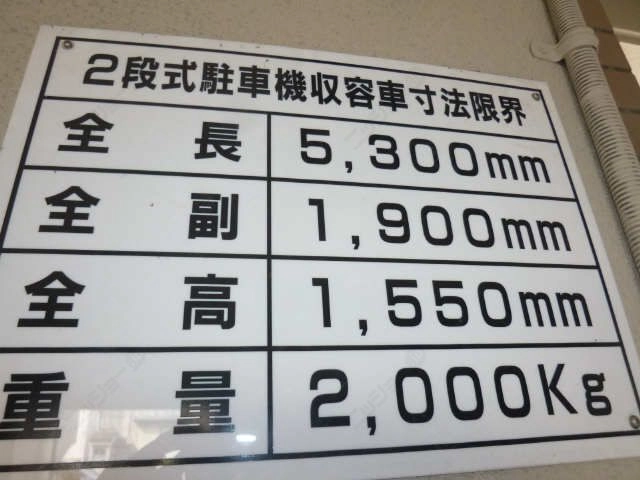 2段式駐車機収容車寸法限界
全長 5,300mm
全副 1,900mm
全高 1,550mm
重量 2,000Kg